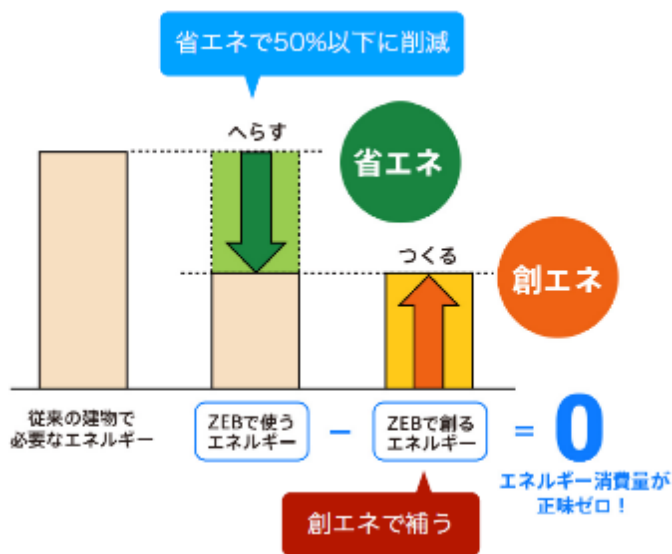 省エネで50%以下に削減
へらす
省エネ
つくる
創エネ
従来の建物で
必要なエネルギー
ZEBで使う
エネルギー
−
ZEBで創る
エネルギー
=
0
エネルギー消費量が
正味ゼロ！
創エネで補う